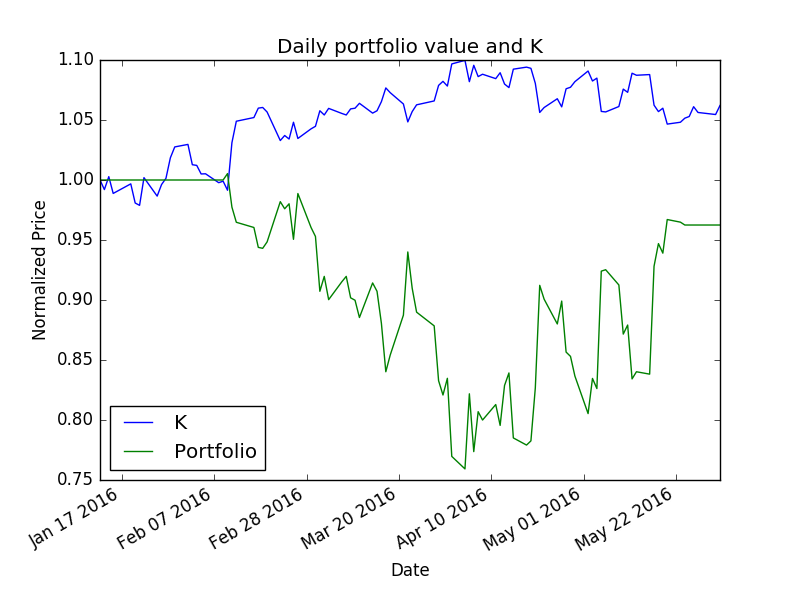 Daily portfolio value and K
1.10
1.05
1.00
0.95
0.90
0.85
0.80
0.75
Normalized Price
K
Portfolio
Jan 17 2016
Feb 07 2016
Feb 28 2016
Mar 20 2016
Apr 10 2016
May 01 2016
May 22 2016
Date